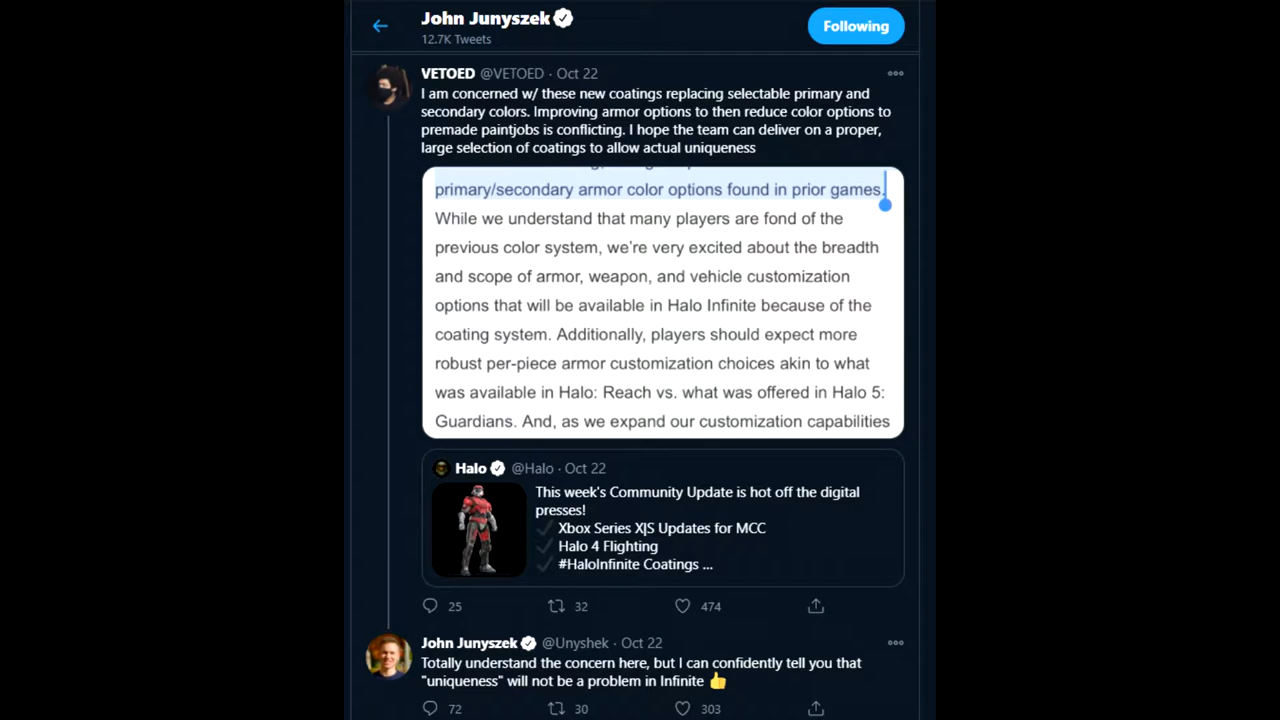 John Junyszek
12.7K Tweets
Following
VETOED @VETOED · Oct 22
I am concerned w/ these new coatings replacing selectable primary and
secondary colors. Improving armor options to then reduce color options to
premade paintjobs is conflicting. I hope the team can deliver on a proper,
large selection of coatings to allow actual uniqueness
primary/secondary armor color options found in prior games.
While we understand that many players are fond of the
previous color system, we're very excited about the breadth
and scope of armor, weapon, and vehicle customization
options that will be available in Halo Infinite because of the
coating system. Additionally, players should expect more
robust per-piece armor customization choices akin to what
was available in Halo: Reach vs. what was offered in Halo 5:
Guardians. And, as we expand our customization capabilities
Halo @Halo · Oct 22
This week's Community Update is hot off the digital
presses!
Xbox Series X|S Updates for MCC
Halo 4 Flighting
#HaloInfinite Coatings ...
25 32 474
John Junyszek @Unyshek · Oct 22
Totally understand the concern here, but I can confidently tell you that
"uniqueness" will not be a problem in Infinite 👍
72 30 303